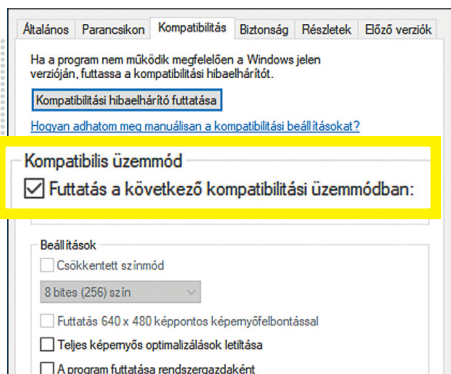 Általános Parancsikon Kompatibilitás Biztonság Részletek Előző verziók
Ha a program nem működik megfelelően a Windows jelen
verzióján, futtassa a kompatibilitási hibaelhárítót.
Kompatibilitási hibaelhárító futtatása
Hogyan adhatom meg manuálisan a kompatibilitási beállításokat?
Kompatibilis üzemmód
Futtatás a következő kompatibilitási üzemmódban:
Beállítások
Csökkentett színmód
8 bites (256) szín
Futtatás 640 x 480 képpontos képernyőfelbontással
Teljes képernyős optimalizálások letiltása
A program futtatása rendszergazdaként